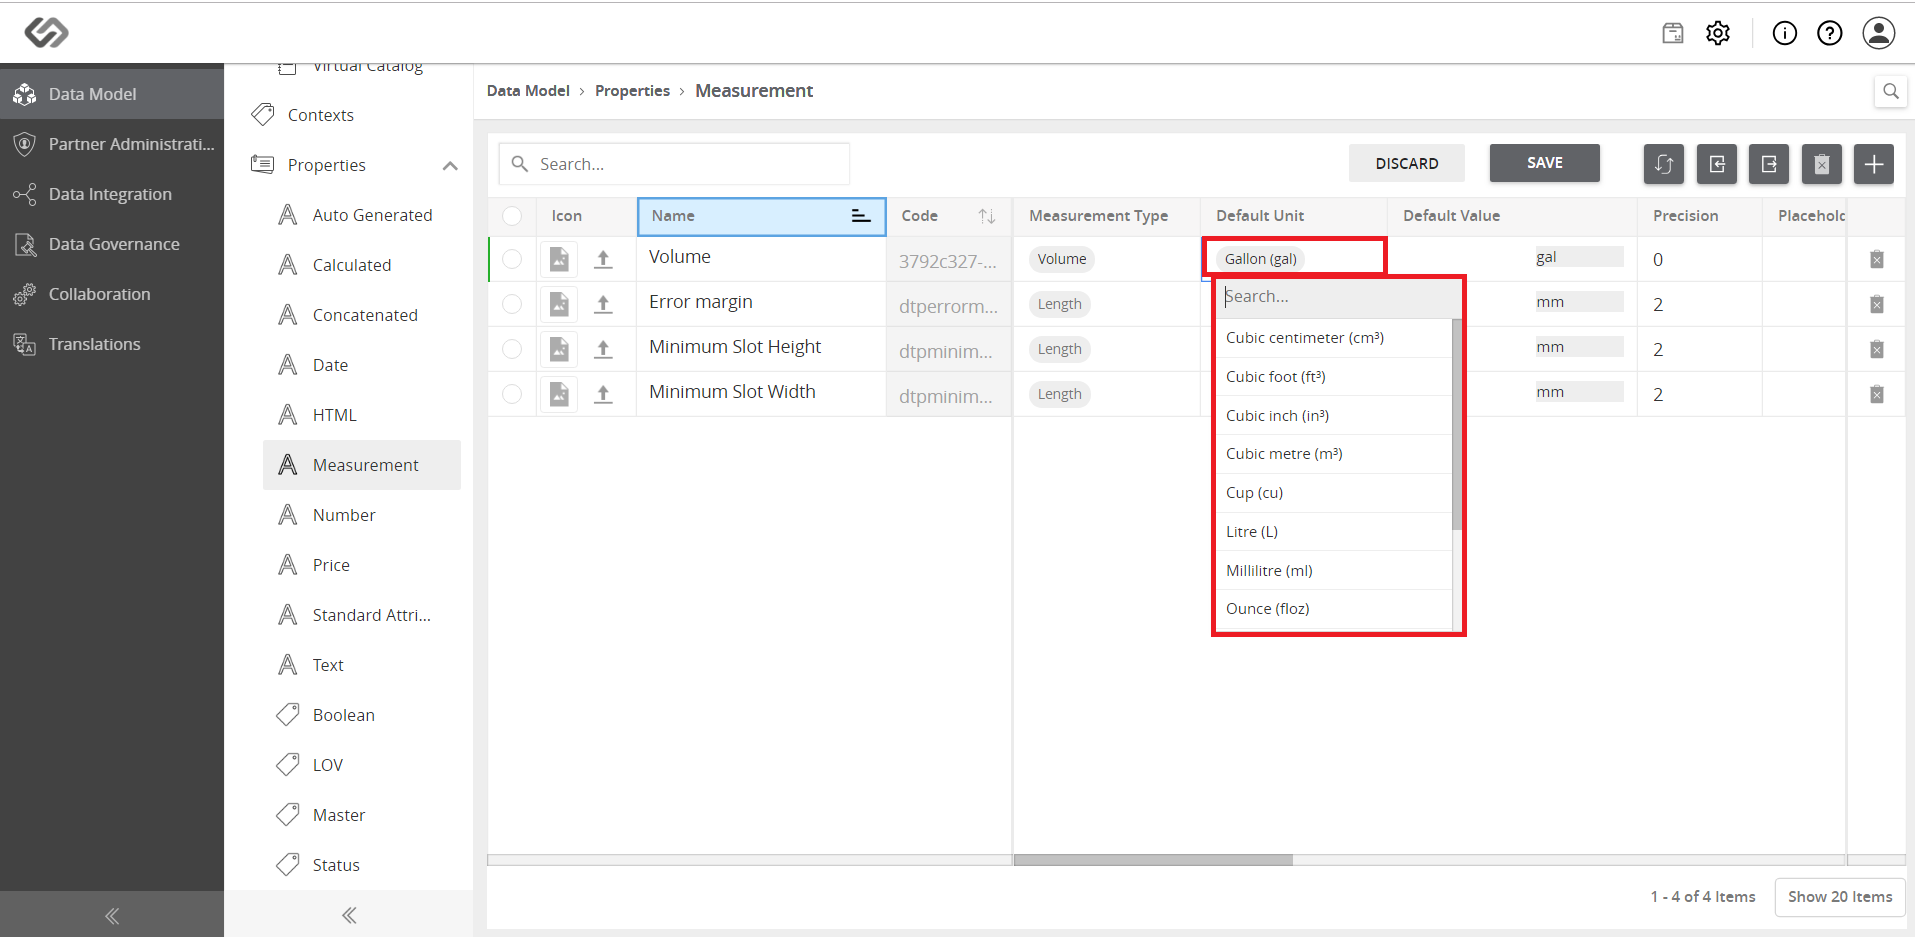 Data Model
Partner Administrati...
Data Integration
Data Governance
Collaboration
Translations
Virtual Catalog
Contexts
Properties
Auto Generated
Calculated
Concatenated
Date
HTML
Measurement
Number
Price
Standard Attri...
Text
Boolean
LOV
Master
Status
Data Model > Properties > Measurement
Search...
DISCARD
SAVE
Icon Name Code Measurement Type Default Unit Default Value Precision Placehold
Volume 3792c327-... Volume Gallon (gal) gal 0
Error margin dtperrorm... Length mm 2
Minimum Slot Height dtpminim... Length mm 2
Minimum Slot Width dtpminim... Length mm 2
Search...
Cubic centimeter (cm³)
Cubic foot (ft³)
Cubic inch (in³)
Cubic metre (m³)
Cup (cu)
Litre (L)
Millilitre (ml)
Ounce (floz)
1 - 4 of 4 Items
Show 20 Items